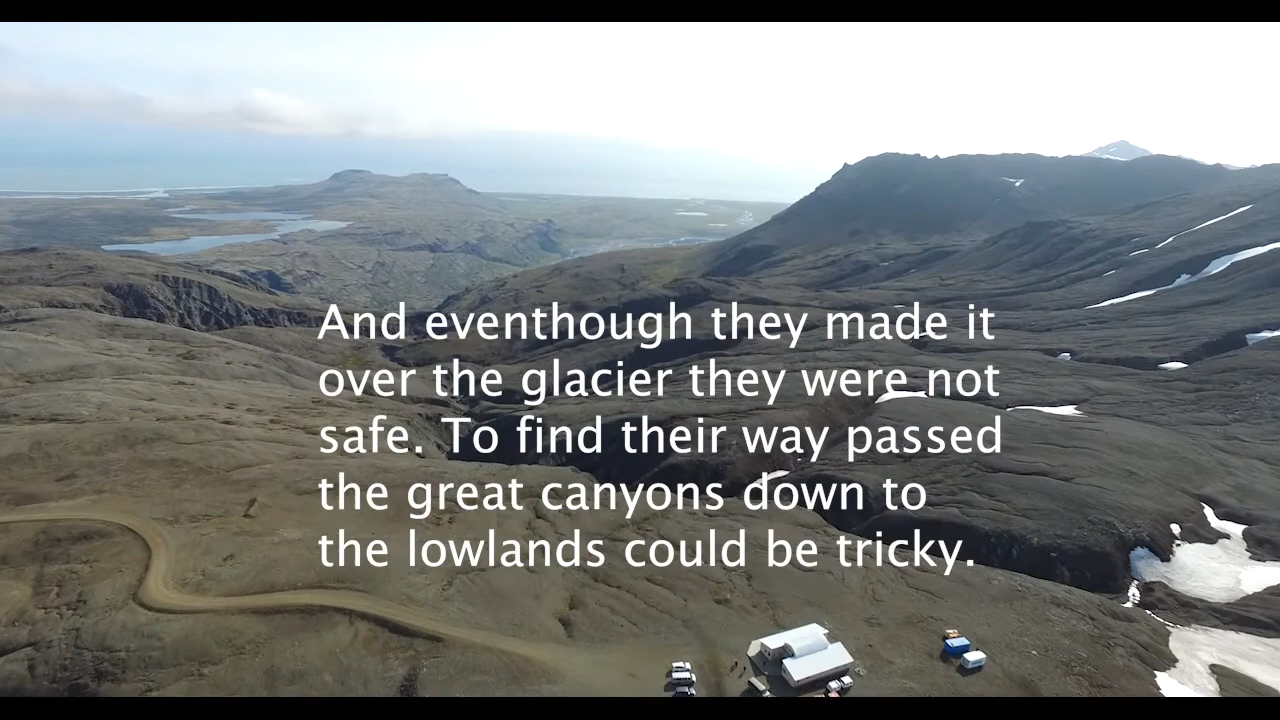 And eventhough they made it
over the glacier they were not
safe. To find their way passed
the great canyons down to
the lowlands could be tricky.